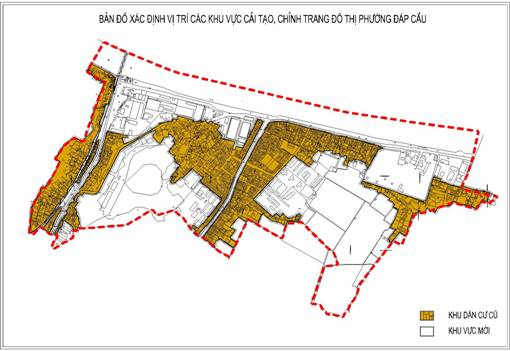 BẢN ĐỒ XÁC ĐỊNH VỊ TRÍ CÁC KHU VỰC CẢI TẠO, CHỈNH TRANG ĐÔ THỊ PHƯỜNG ĐÁP CẦU
KHU DÂN CƯ CŨ
KHU VỰC MỚI